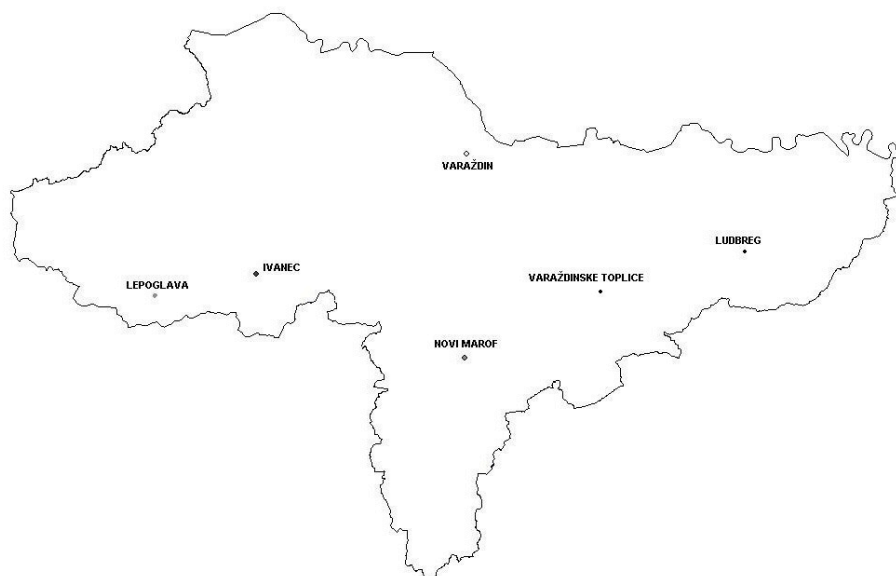 VARAŽDIN
LUDBREG
IVANEC
VARAŽDINSKE TOPLICE
LEPOGLAVA
NOVI MAROF